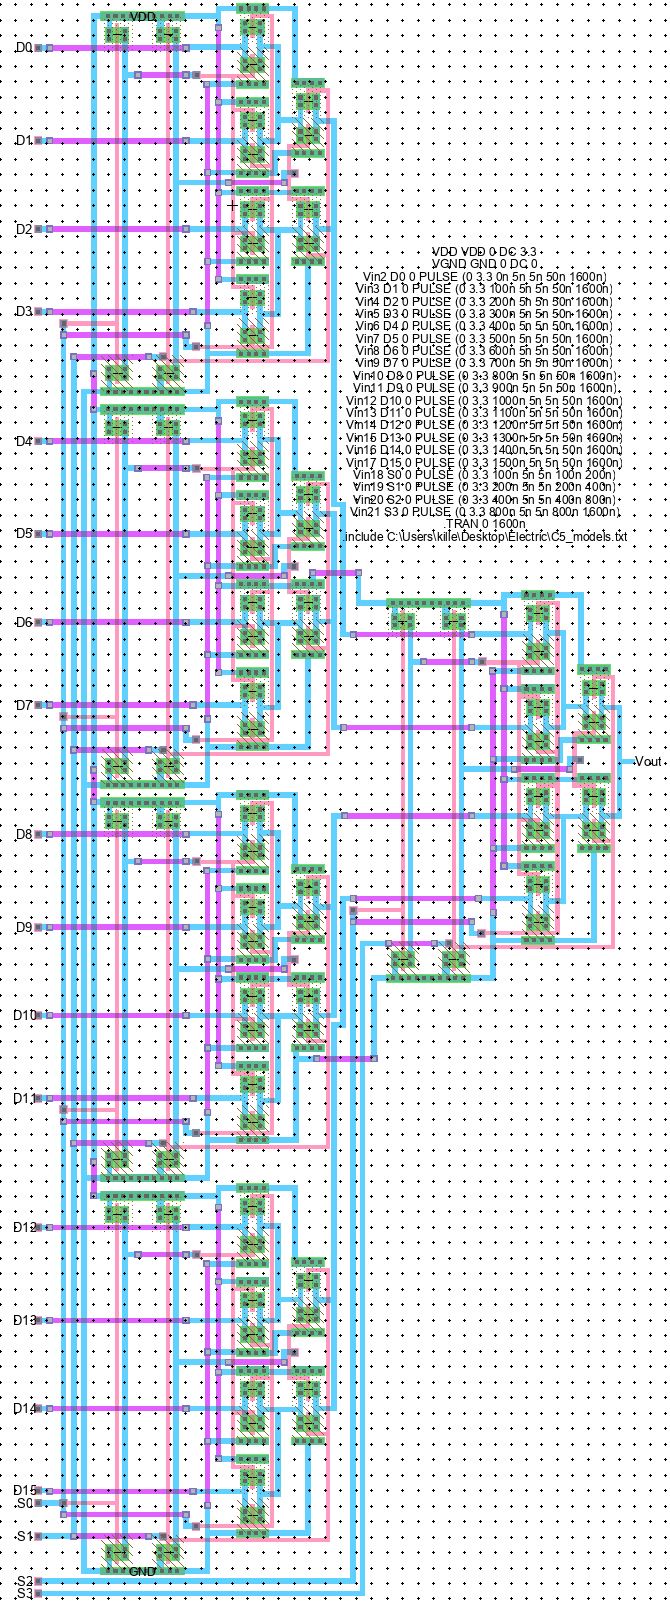 VDD
D0
D1
D2
VDD VDD 0 DC 3.3
VGND GND 0 DC 0
Vin2 D0 0 PULSE (0 3.3 0n 5n 5n 50n 1600n)
Vin3 D1 0 PULSE (0 3.3 100n 5n 5n 50n 1600n)
Vin4 D2 0 PULSE (0 3.3 200n 5n 5n 50n 1600n)
Vin5 D3 0 PULSE (0 3.3 300n 5n 5n 50n 1600n)
D3
Vin6 D4 0 PULSE (0 3.3 400n 5n 5n 50n 1600n)
Vin7 D5 0 PULSE (0 3.3 500n 5n 5n 50n 1600n)
Vin8 D6 0 PULSE (0 3.3 600n 5n 5n 50n 1600n)
Vin9 D7 0 PULSE (0 3.3 700n 5n 5n 50n 1600n)
Vin10 D8 0 PULSE (0 3.3 800n 5n 5n 50n 1600n)
Vin11 D9 0 PULSE (0 3.3 900n 5n 5n 50n 1600n)
Vin12 D10 0 PULSE (0 3.3 1000n 5n 5n 50n 1600n)
Vin13 D11 0 PULSE (0 3.3 1100n 5n 5n 50n 1600n)
Vin14 D12 0 PULSE (0 3.3 1200n 5n 5n 50n 1600n)
Vin15 D13 0 PULSE (0 3.3 1300n 5n 5n 50n 1600n)
D4
Vin16 D14 0 PULSE (0 3.3 1400n 5n 5n 50n 1600n)
Vin17 D15 0 PULSE (0 3.3 1500n 5n 5n 50n 1600n)
Vin18 S0 0 PULSE (0 3.3 100n 5n 5n 100n 200n)
Vin19 S1 0 PULSE (0 3.3 200n 5n 5n 200n 400n)
Vin20 S2 0 PULSE (0 3.3 400n 5n 5n 400n 800n)
Vin21 S3 0 PULSE (0 3.3 800n 5n 5n 800n 1600n)
.TRAN 0 1600n
.include C:\Users\kille\Desktop\Electric\C5_models.txt
D5
D6
D7
Vout
D8
D9
D10
D11
D12
D13
D14
D15
S0
S1
GND
S2
S3